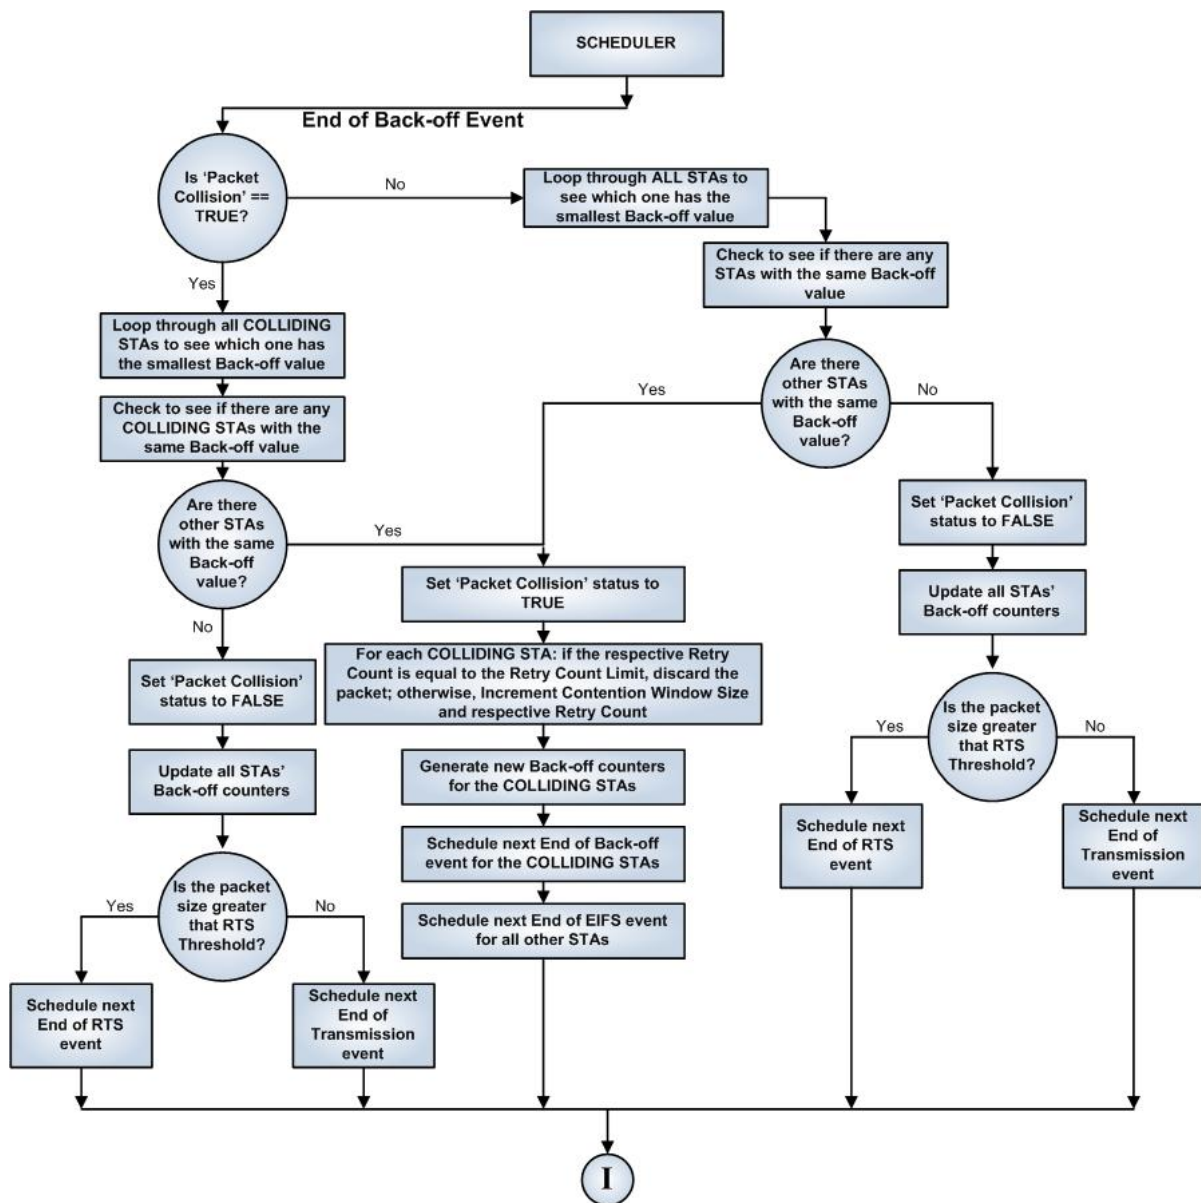 SCHEDULER
End of Back-off Event
Is ‘Packet
Collision’ ==
TRUE?
No
Loop through ALL STAs to
see which one has the
smallest Back-off value
Check to see if there are any
STAs with the same Back-off
value
Yes
Loop through all COLLIDING
STAs to see which one has
the smallest Back-off value
Check to see if there are any
COLLIDING STAs with the
same Back-off value
Are there
other STAs
with the same
Back-off
value?
Yes
No
Are there
other STAs
with the same
Back-off
value?
Yes
No
Set ‘Packet Collision’
status to FALSE
Update all STAs’
Back-off counters
Is the packet
size greater
that RTS
Threshold?
Yes
No
Schedule next
End of RTS
event
Schedule next
End of
Transmission
event
Set ‘Packet Collision’ status to
TRUE
For each COLLIDING STA: if the respective Retry
Count is equal to the Retry Count Limit, discard the
packet; otherwise, Increment Contention Window Size
and respective Retry Count
Generate new Back-off counters
for the COLLIDING STAs
Schedule next End of Back-off
event for the COLLIDING STAs
Schedule next End of EIFS event
for all other STAs
Set ‘Packet Collision’
status to FALSE
Update all STAs’
Back-off counters
Is the packet
size greater
that RTS
Threshold?
Yes
No
Schedule next
End of RTS
event
Schedule next
End of
Transmission
event
I